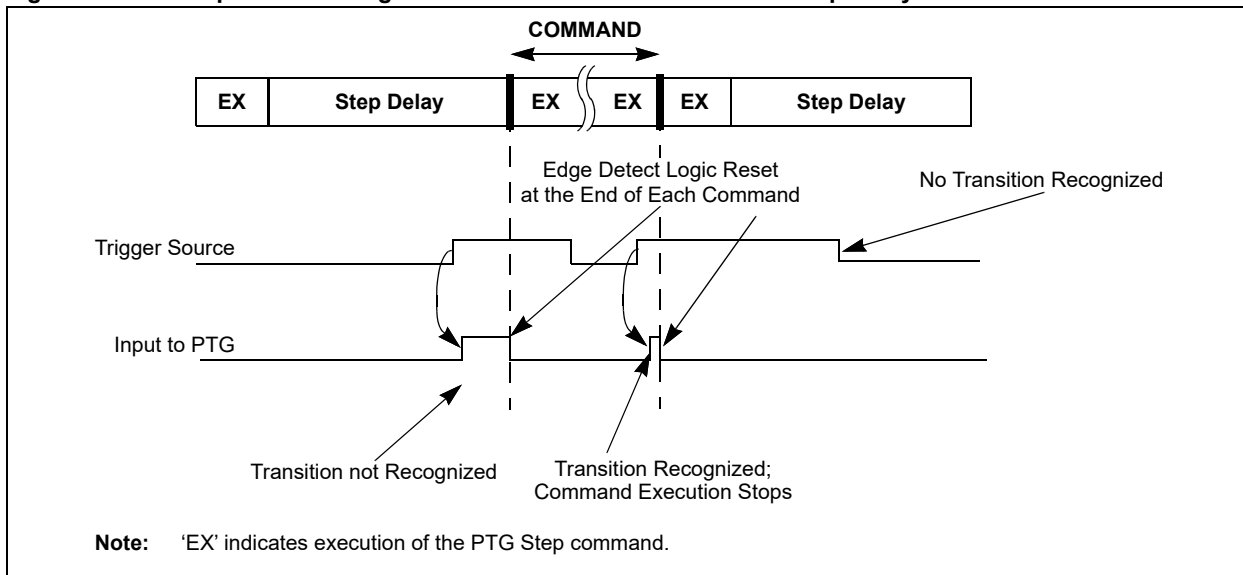 COMMAND
EX Step Delay EX EX EX Step Delay
Edge Detect Logic Reset
at the End of Each Command
No Transition Recognized
Trigger Source
Input to PTG
Transition not Recognized
Transition Recognized;
Command Execution Stops
Note: 'EX' indicates execution of the PTG Step command.